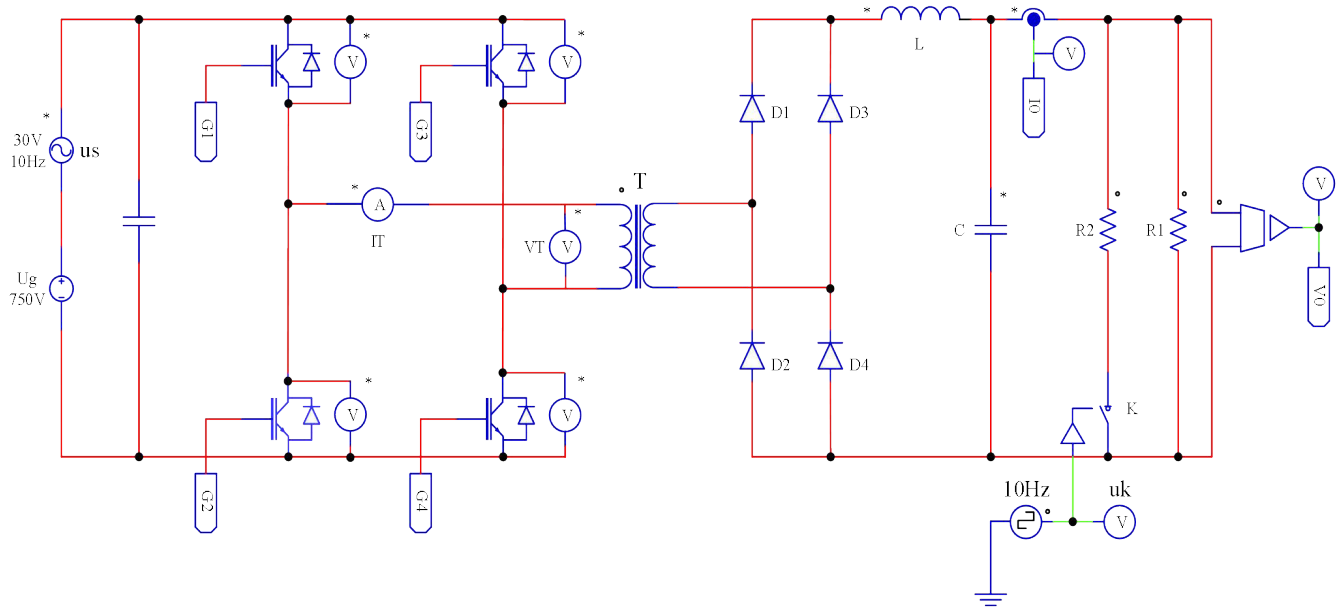 *
30V
10Hz
us
Ug
750V
G1
G2
*
V
*
V
G3
G4
*
V
*
V
*
A
IT
VT
V
*
T
D1
D3
D2
D4
*
L
*
V
IO
C
*
R2
R1
K
V
VO
10Hz
uk
V